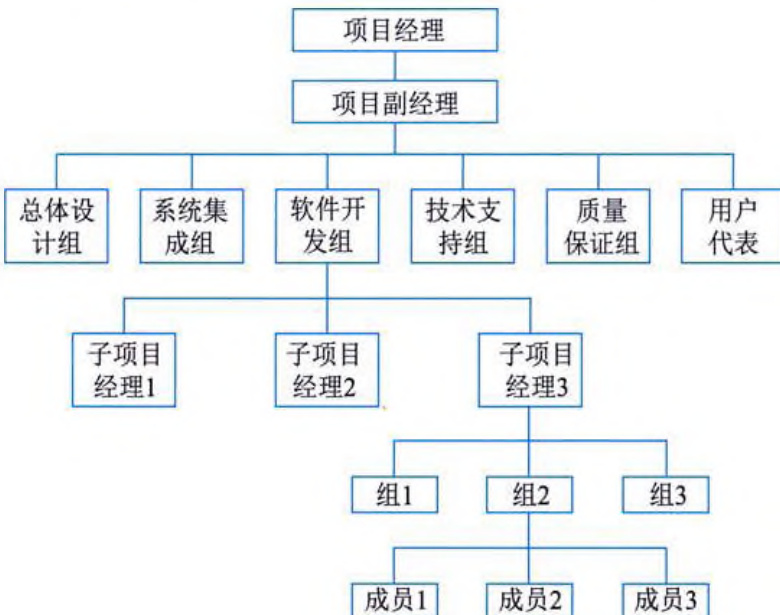 项目经理
项目副经理
总体设
计组
系统集
成组
软件开
发组
技术支
持组
质量
保证组
用户
代表
子项目
经理1
子项目
经理2
子项目
经理3
组1
组2
组3
成员1
成员2
成员3